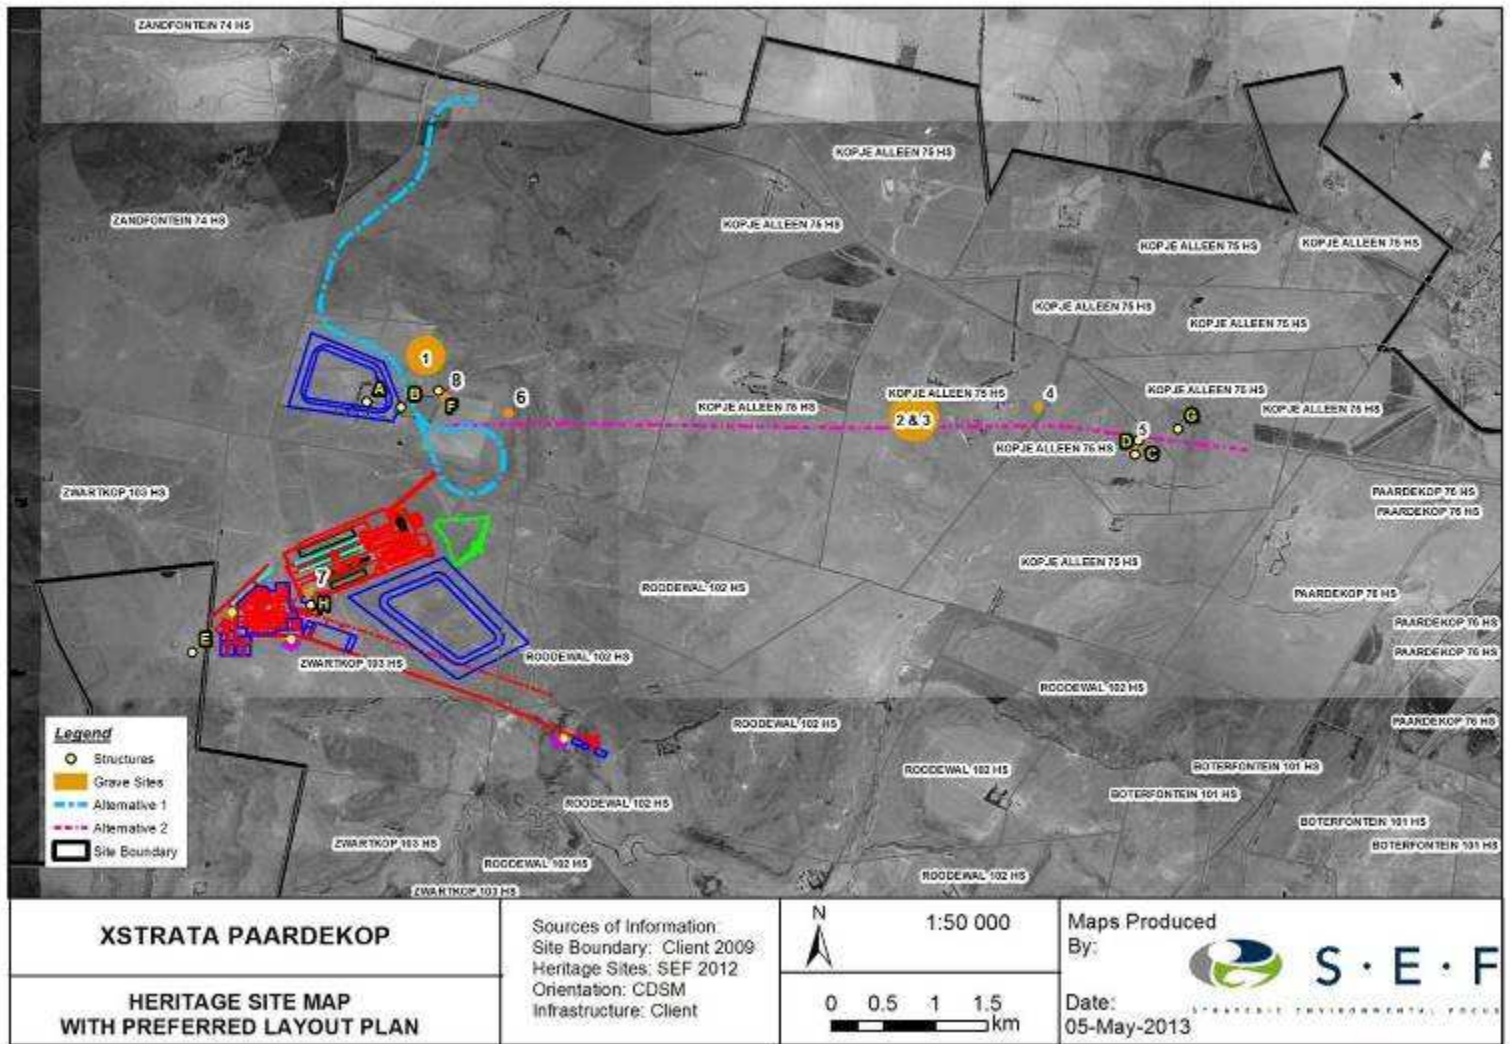 ZANDFONTEIN 74 HS
KOPJE ALLEEN 75 HS
ZANDFONTEIN 74 HS
KOPJE ALLEEN 75 HS
KOPJE ALLEEN 75 HS
KOPJE ALLEEN 75 HS
KOPJE ALLEEN 75 HS
KOPJE ALLEEN 75 HS
1
A
B
8
F
6
KOPJE ALLEEN 75 HS
KOPJE ALLEEN 75 HS
2 & 3
4
KOPJE ALLEEN 75 HS
KOPJE ALLEEN 75 HS
G
5
D
C
KOPJE ALLEEN 75 HS
ZWARTKOP 103 HS
PAARDEKOP 76 HS
PAARDEKOP 76 HS
KOPJE ALLEEN 75 HS
7
H
ROODEWAL 102 HS
PAARDEKOP 76 HS
PAARDEKOP 76 HS
E
PAARDEKOP 76 HS
ZWARTKOP 103 HS
ROODEWAL 102 HS
ROODEWAL 102 HS
ROODEWAL 102 HS
PAARDEKOP 76 HS
ROODEWAL 102 HS
BOTERFONTEIN 101 HS
BOTERFONTEIN 101 HS
ROODEWAL 102 HS
BOTERFONTEIN 101 HS
ZWARTKOP 103 HS
BOTERFONTEIN 101 HS
ROODEWAL 102 HS
ROODEWAL 102 HS
ZWARTKOP 103 HS
Legend
Structures
Grave Sites
Alternative 1
Alternative 2
Site Boundary
XSTRATA PAARDEKOP
HERITAGE SITE MAP
WITH PREFERRED LAYOUT PLAN
Sources of Information:
Site Boundary: Client 2009
Heritage Sites: SEF 2012
Orientation: CDSM
Infrastructure: Client
N
1:50 000
0 0.5 1 1.5
km
Maps Produced
By:
S·E·F
STRATEGIC ENVIRONMENTAL FOCUS
Date:
05-May-2013